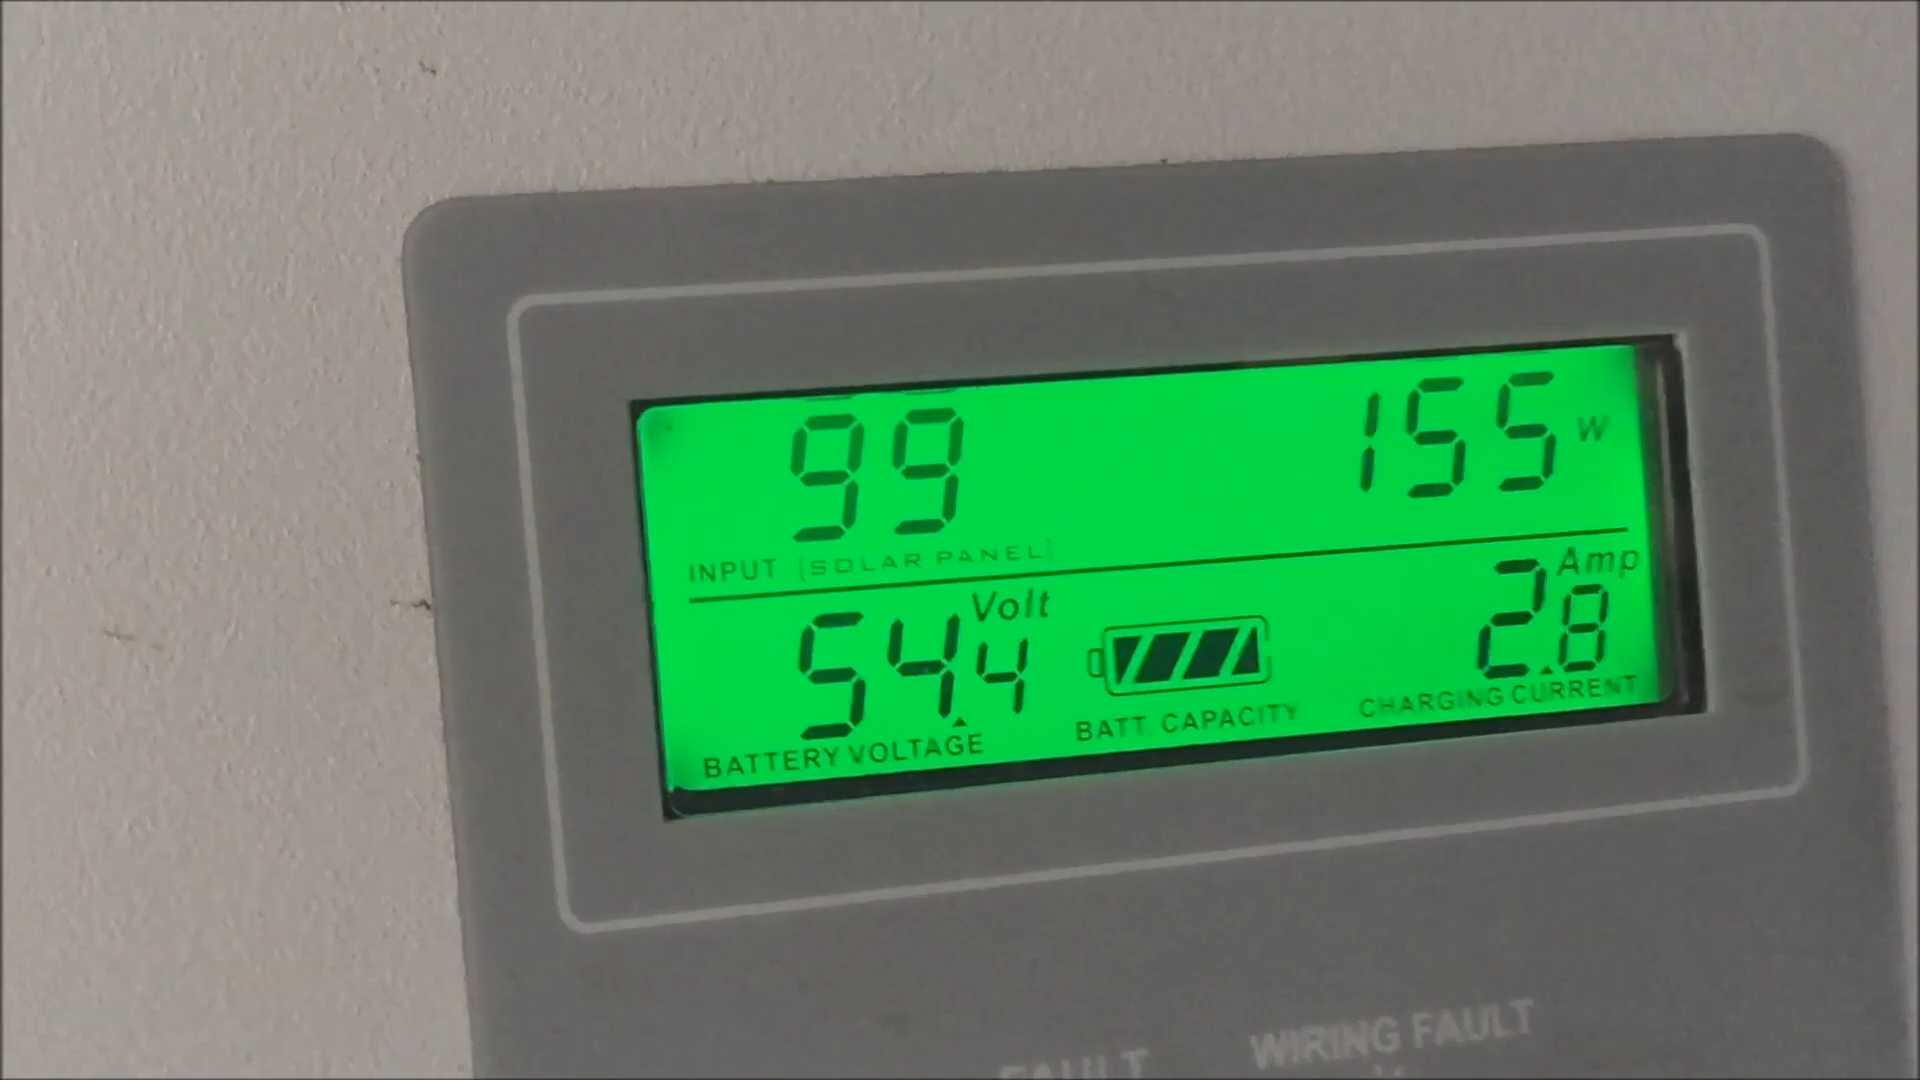 99 155 W
INPUT [SOLAR PANEL]
54.4 Volt 2.8 Amp
BATTERY VOLTAGE BATT. CAPACITY CHARGING CURRENT
FAULT WIRING FAULT